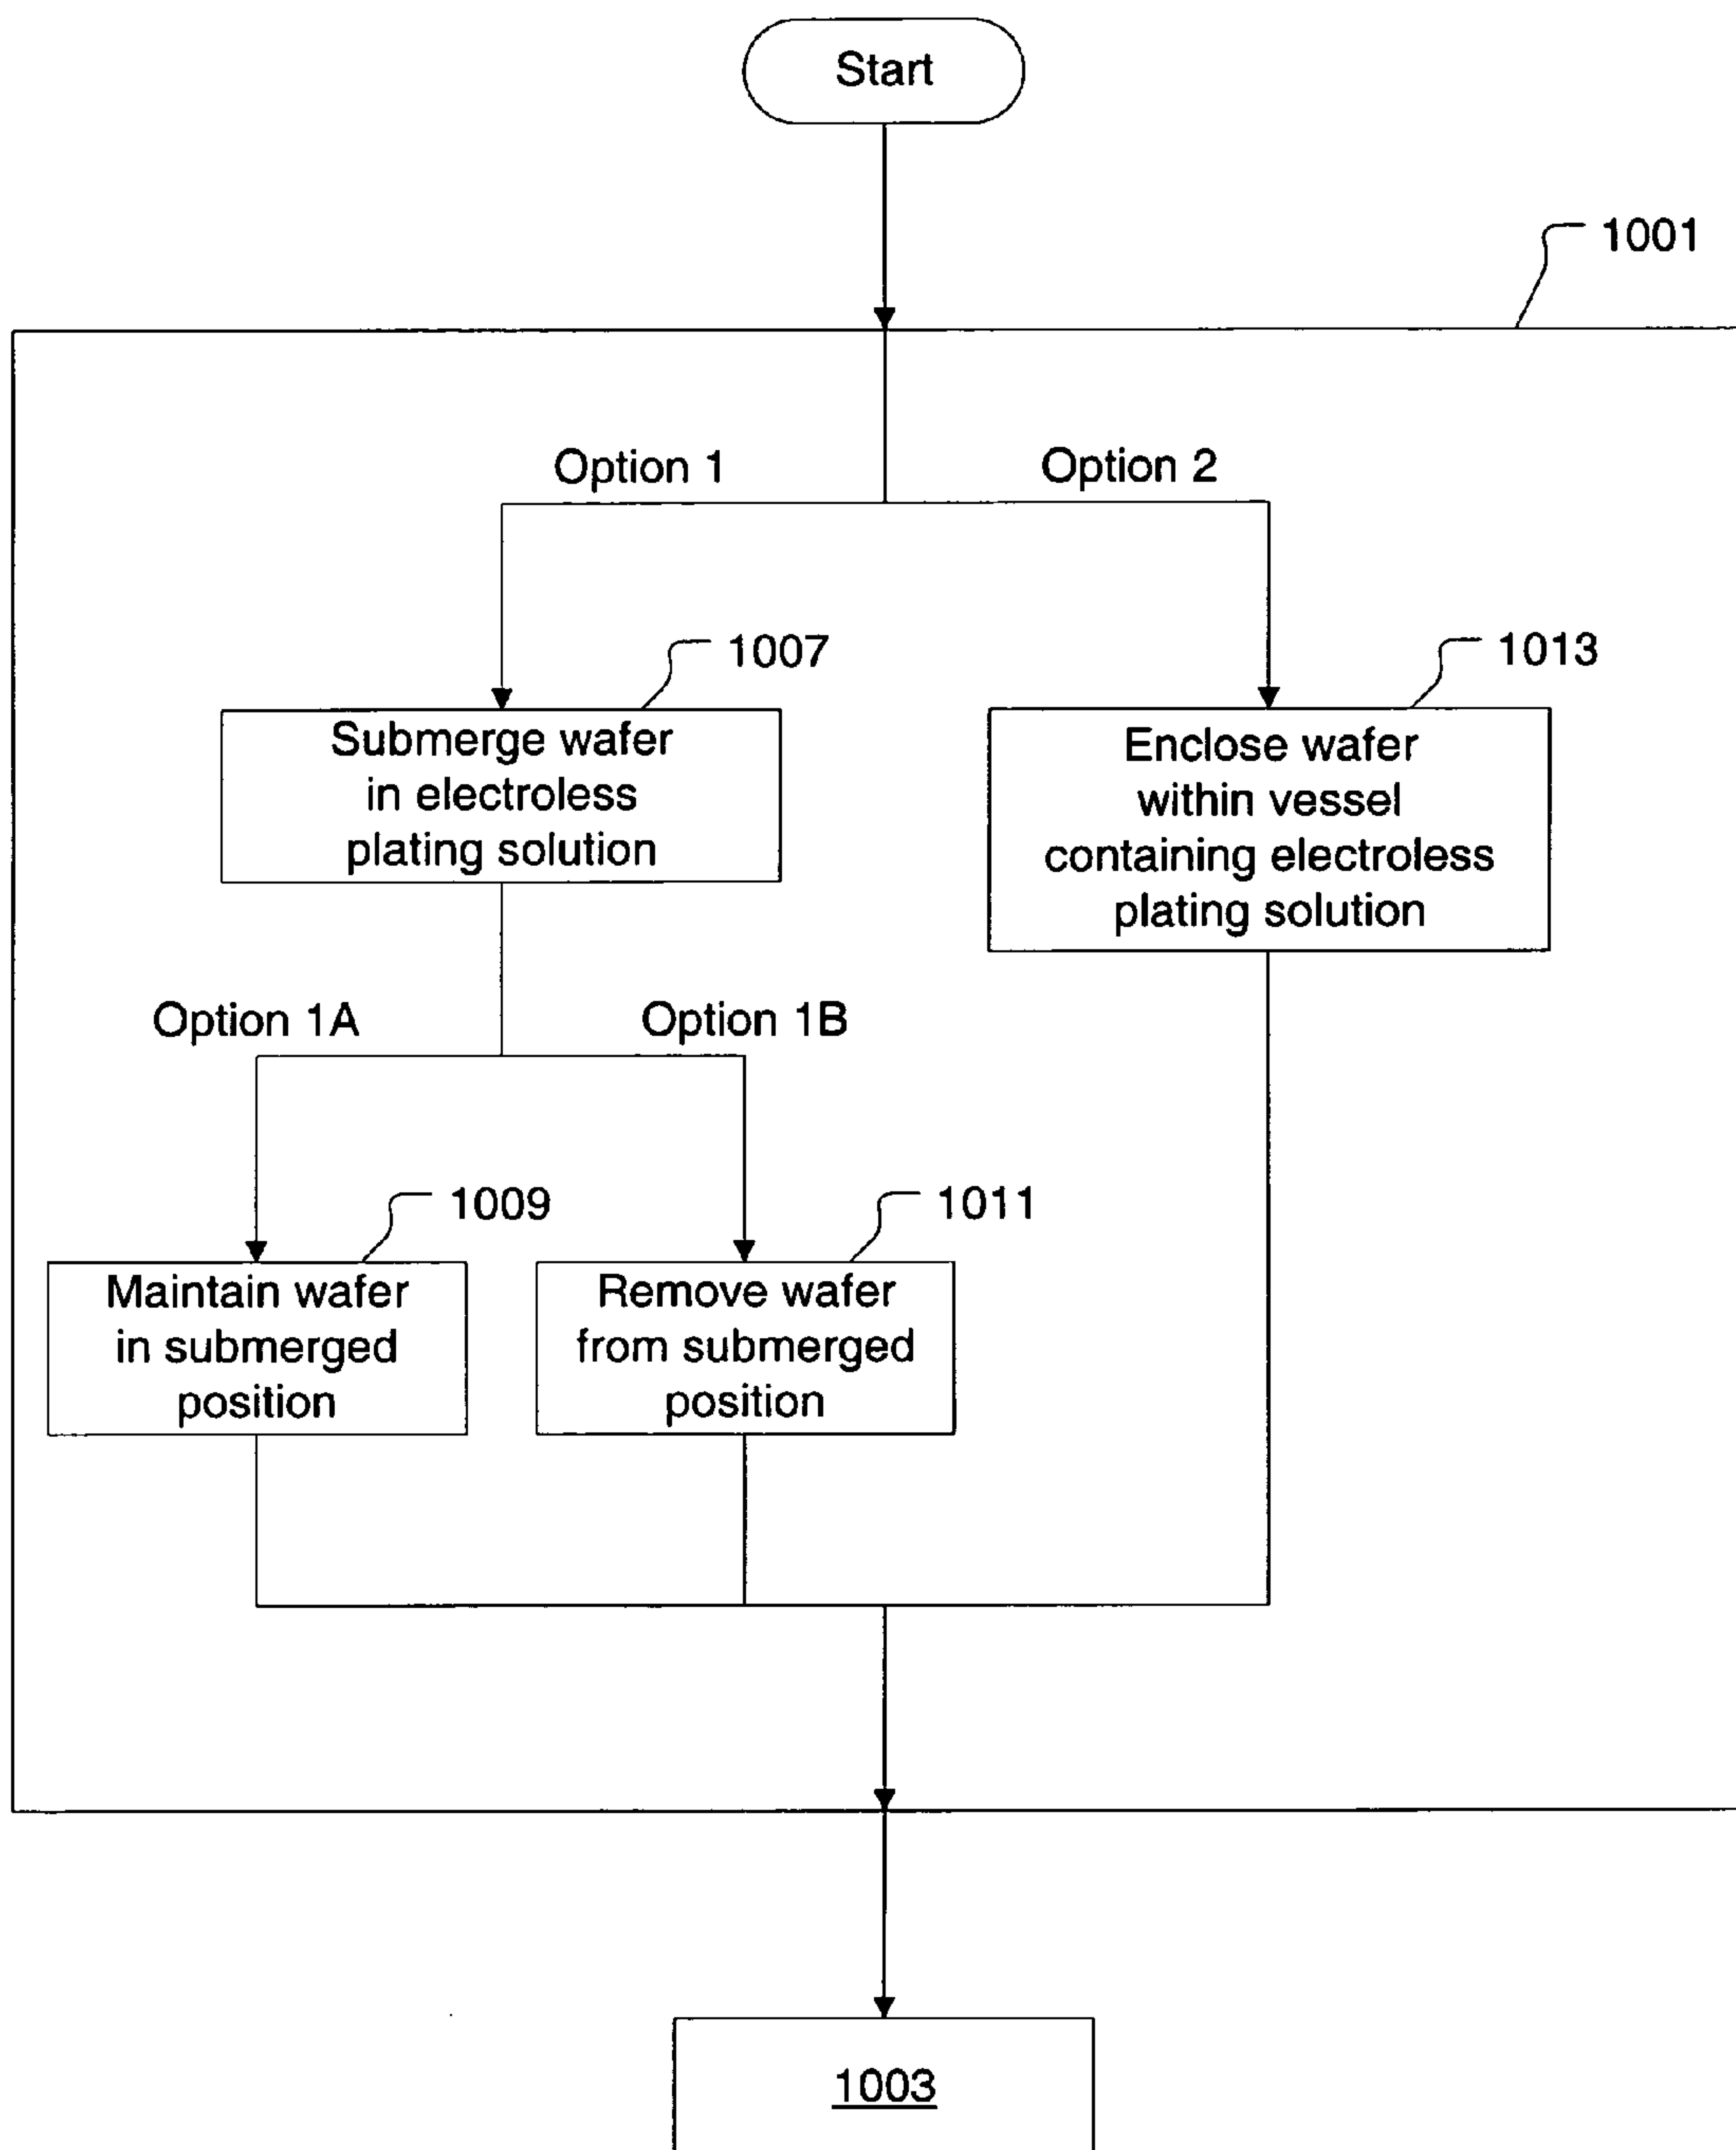 Start
1001
Option 1
Option 2
1007
1013
Submerge wafer
in electroless
plating solution
Enclose wafer
within vessel
containing electroless
plating solution
Option 1A
Option 1B
1009
1011
Maintain wafer
in submerged
position
Remove wafer
from submerged
position
1003